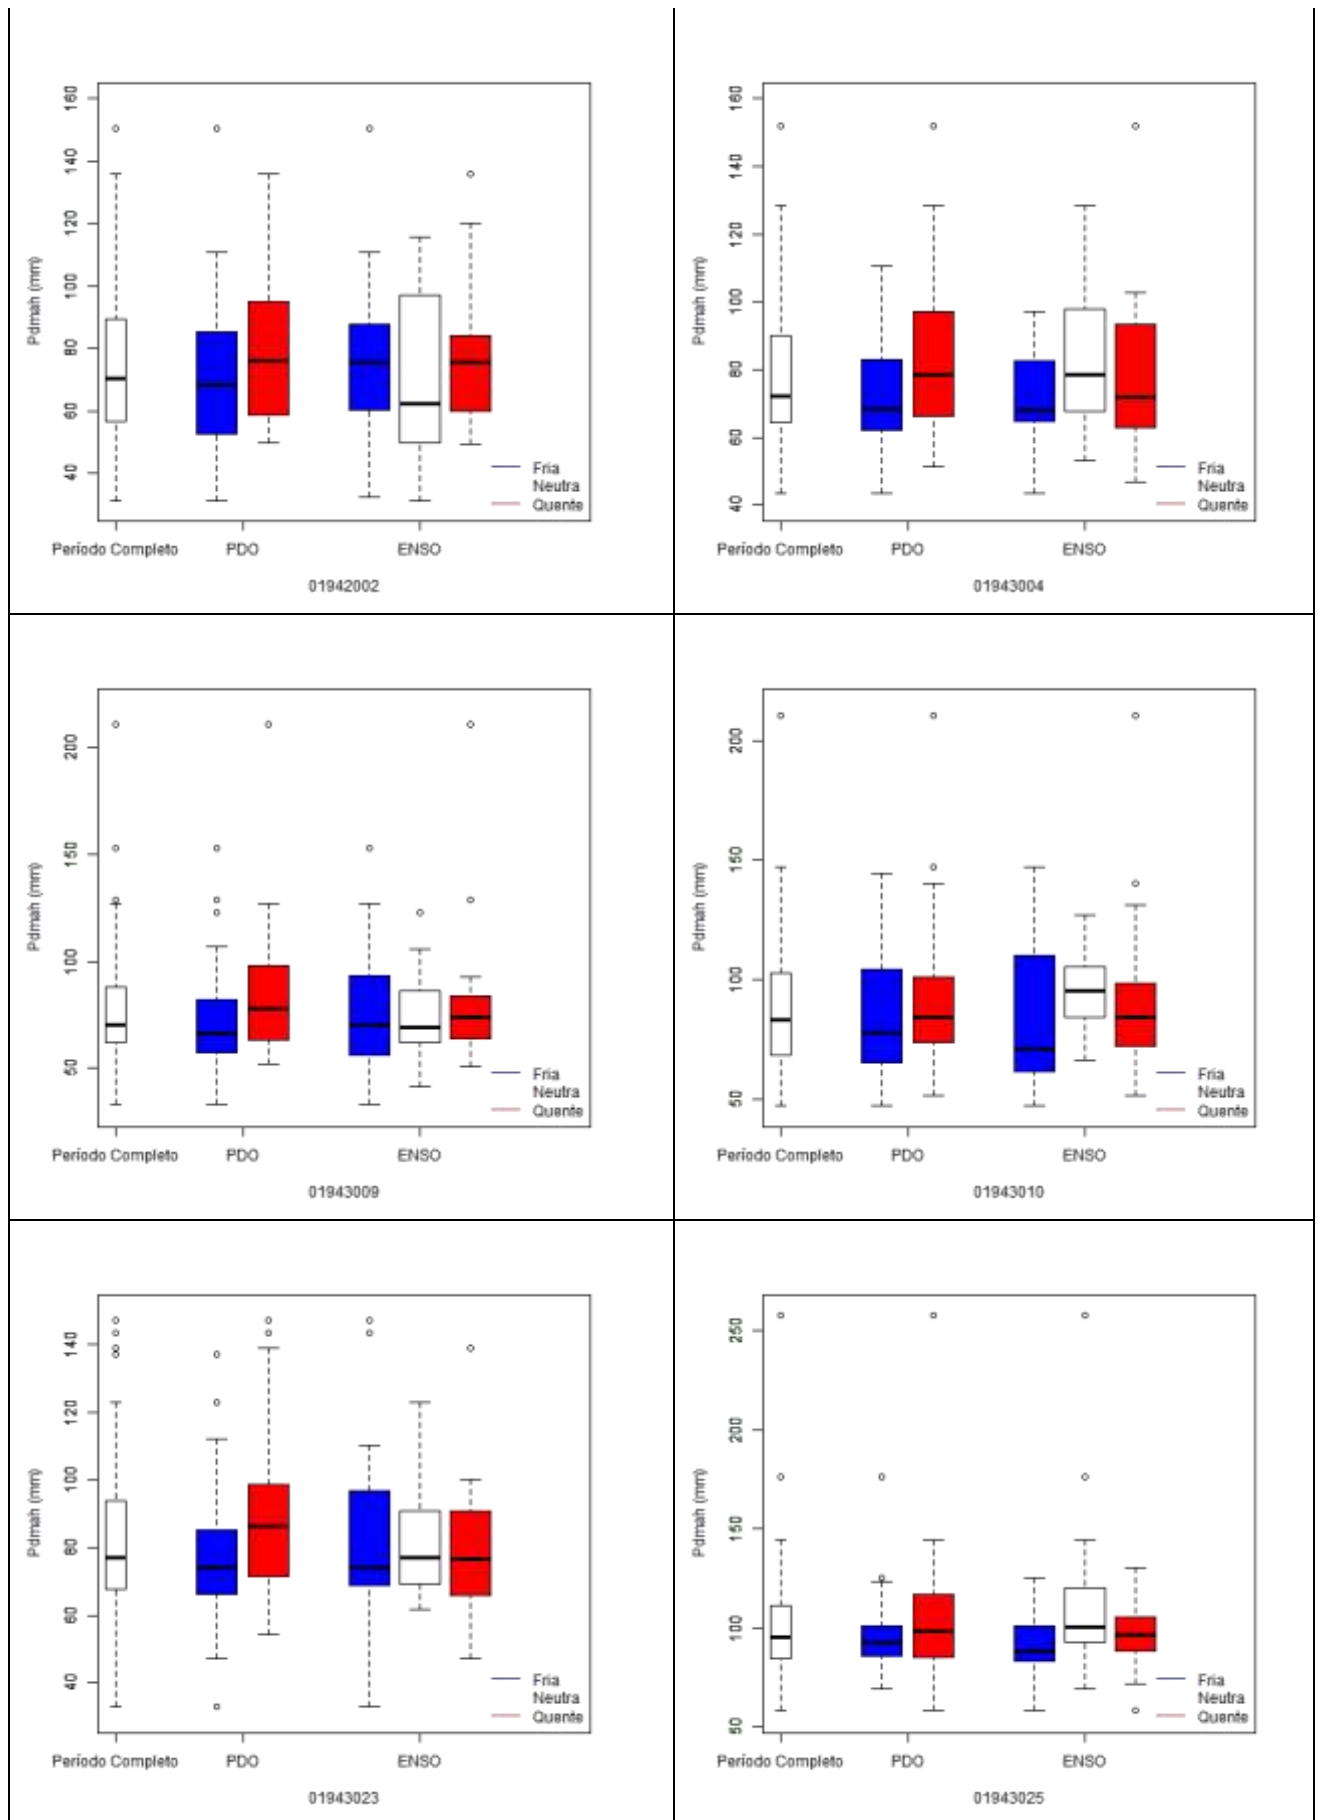 160
140
120
100
80
60
40
Pdmah (mm)
Fria
Neutra
Quente
Período Completo PDO ENSO
01942002
160
140
120
100
80
60
40
Pdmah (mm)
Fria
Neutra
Quente
Período Completo PDO ENSO
01943004
200
150
100
50
Pdmah (mm)
Fria
Neutra
Quente
Período Completo PDO ENSO
01943009
200
150
100
50
Pdmah (mm)
Fria
Neutra
Quente
Período Completo PDO ENSO
01943010
140
120
100
80
60
40
Pdmah (mm)
Fria
Neutra
Quente
Período Completo PDO ENSO
01943023
250
200
150
100
50
Pdmah (mm)
Fria
Neutra
Quente
Período Completo PDO ENSO
01943025